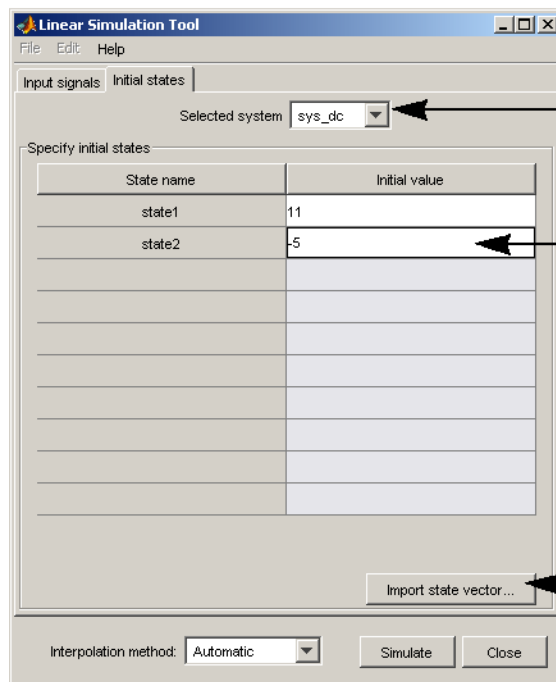 Linear Simulation Tool
File Edit Help
Input signals Initial states
Selected system sys_dc
Specify initial states
State name Initial value
state1 11
state2 -5
Import state vector...
Interpolation method: Automatic Simulate Close